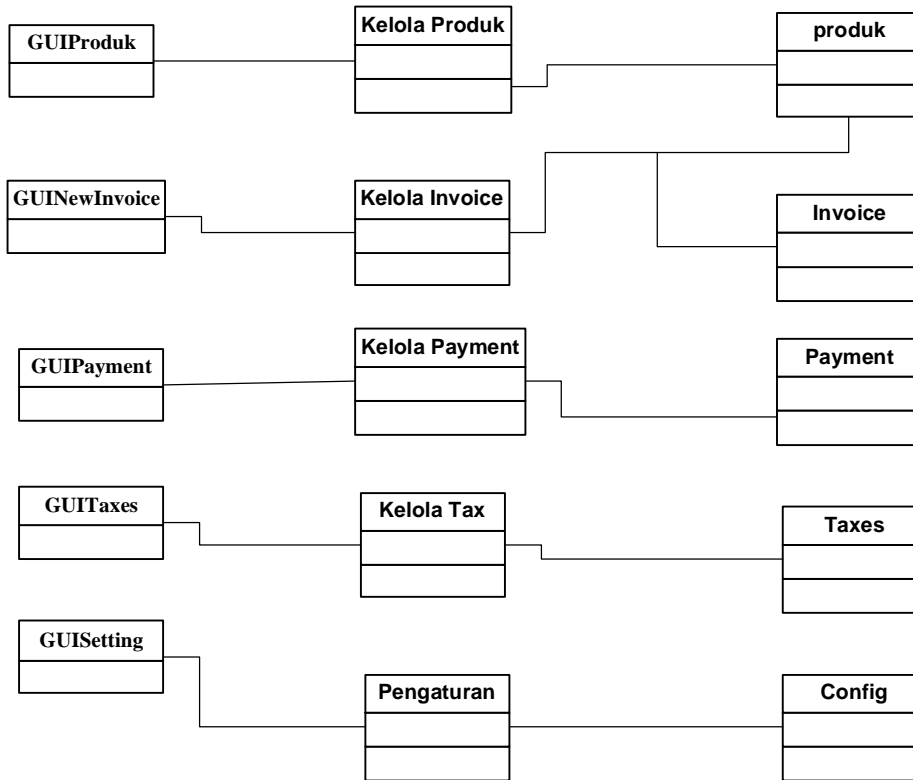 GUIProduk
Kelola Produk
produk
GUINewInvoice
Kelola Invoice
Invoice
GUIPayment
Kelola Payment
Payment
GUITaxes
Kelola Tax
Taxes
GUISetting
Pengaturan
Config